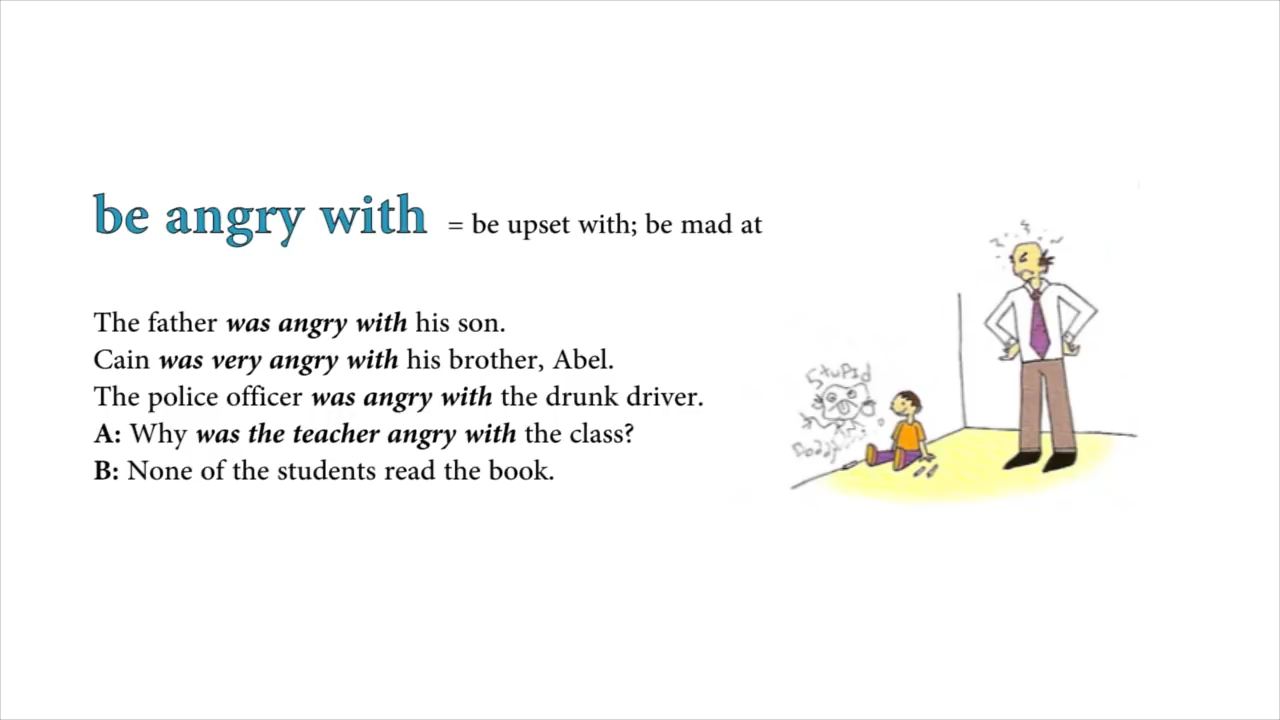 be angry with = be upset with; be mad at
The father was angry with his son.
Cain was very angry with his brother, Abel.
The police officer was angry with the drunk driver.
A: Why was the teacher angry with the class?
B: None of the students read the book.
Stupid